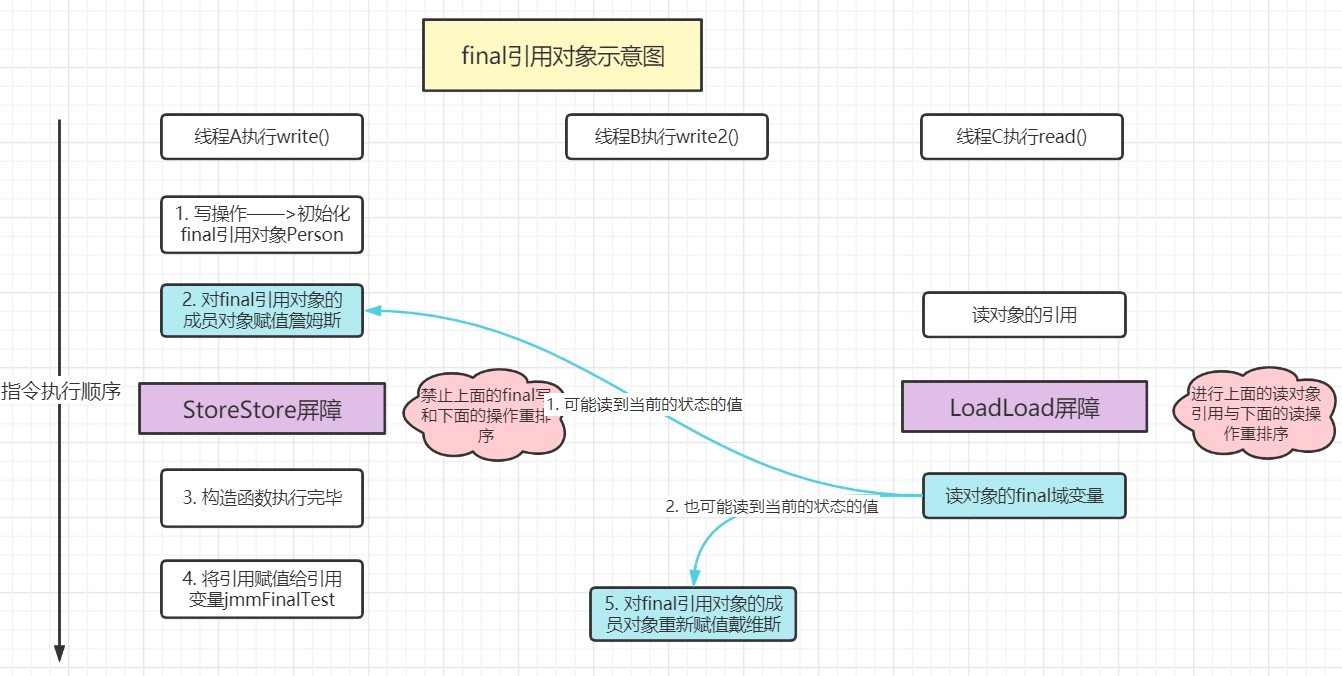 final引用对象示意图
线程A执行write()
线程B执行write2()
线程C执行read()
1. 写操作——>初始化
final引用对象Person
2. 对final引用对象的
成员对象赋值詹姆斯
读对象的引用
指令执行顺序
StoreStore屏障
禁止上面的final写
和下面的操作重排
序
1. 可能读到当前的状态的值
LoadLoad屏障
进行上面的读对象
引用与下面的读操
作重排序
3. 构造函数执行完毕
2. 也可能读到当前的状态的值
读对象的final域变量
4. 将引用赋值给引用
变量jmmFinalTest
5. 对final引用对象的成
员对象重新赋值戴维斯